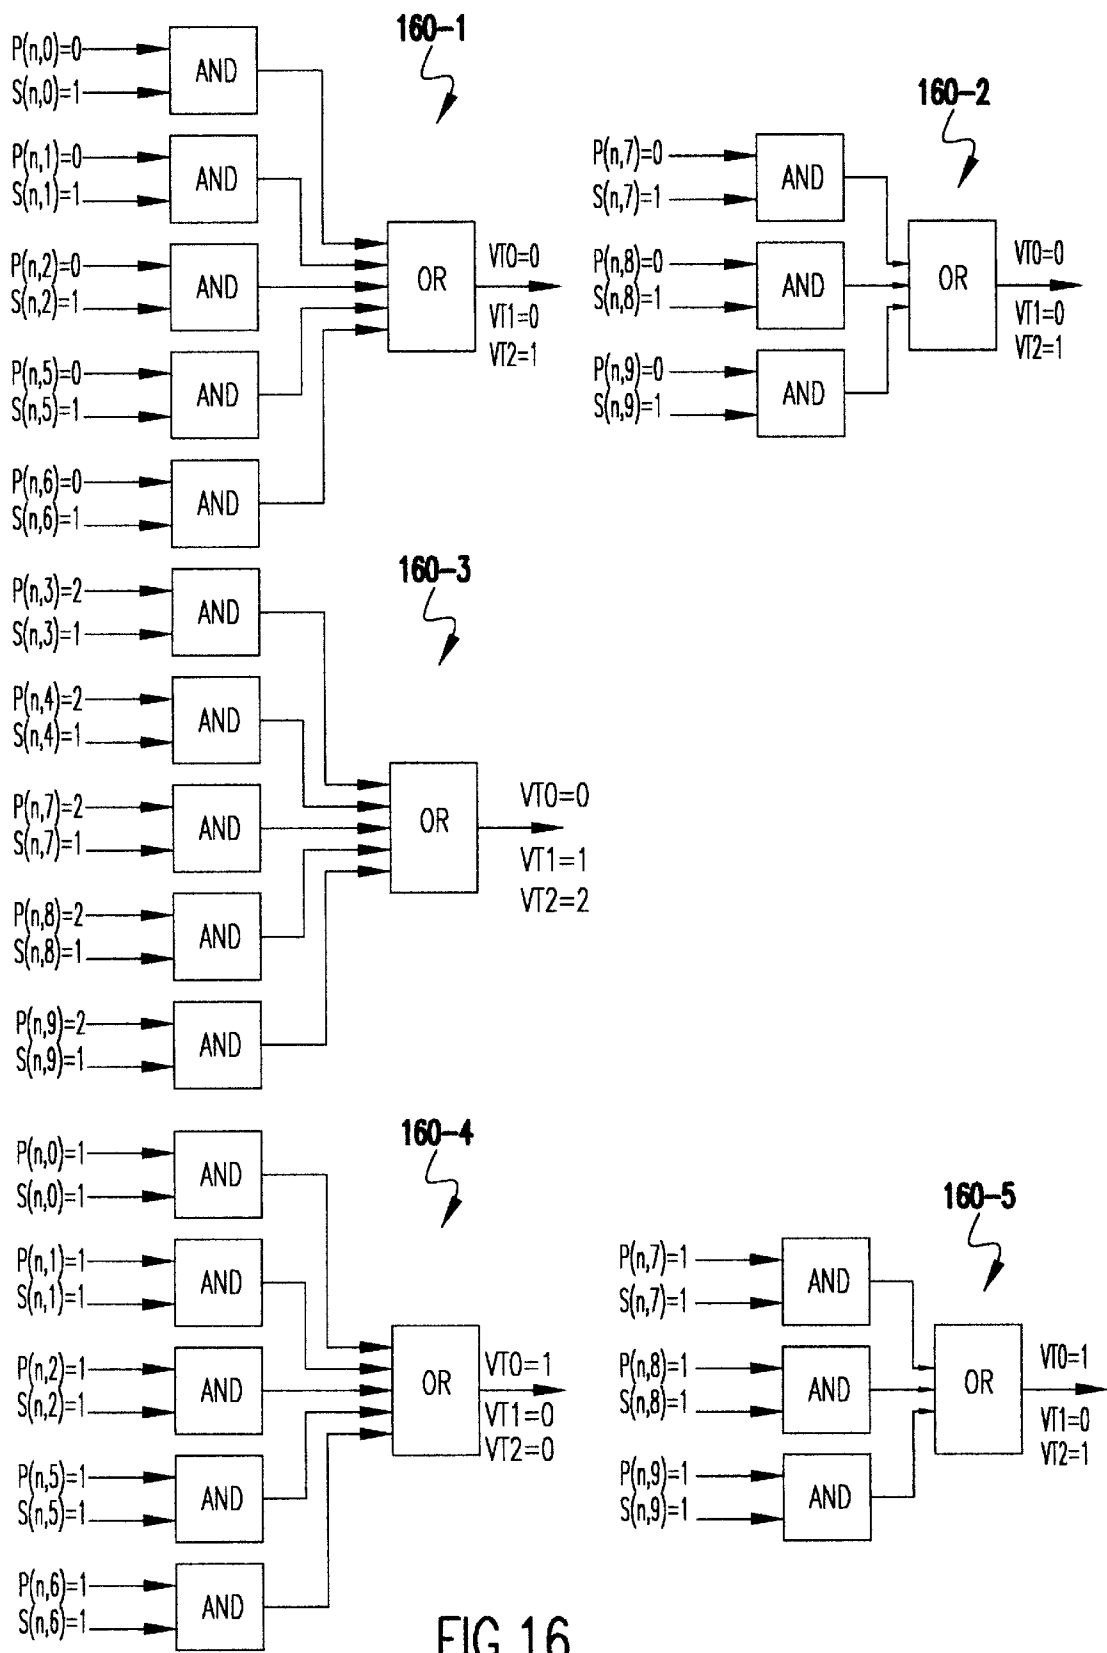 160-1
P(n,0)=0
S(n,0)=1
AND
P(n,1)=0
S(n,1)=1
AND
P(n,2)=0
S(n,2)=1
AND
P(n,5)=0
S(n,5)=1
AND
P(n,6)=0
S(n,6)=1
AND
OR
VT0=0
VT1=0
VT2=1
160-2
P(n,7)=0
S(n,7)=1
AND
P(n,8)=0
S(n,8)=1
AND
P(n,9)=0
S(n,9)=1
AND
OR
VT0=0
VT1=0
VT2=1
160-3
P(n,3)=2
S(n,3)=1
AND
P(n,4)=2
S(n,4)=1
AND
P(n,7)=2
S(n,7)=1
AND
P(n,8)=2
S(n,8)=1
AND
P(n,9)=2
S(n,9)=1
AND
OR
VT0=0
VT1=1
VT2=2
160-4
P(n,0)=1
S(n,0)=1
AND
P(n,1)=1
S(n,1)=1
AND
P(n,2)=1
S(n,2)=1
AND
P(n,5)=1
S(n,5)=1
AND
P(n,6)=1
S(n,6)=1
AND
OR
VT0=1
VT1=0
VT2=0
160-5
P(n,7)=1
S(n,7)=1
AND
P(n,8)=1
S(n,8)=1
AND
P(n,9)=1
S(n,9)=1
AND
OR
VT0=1
VT1=0
VT2=1
FIG.16